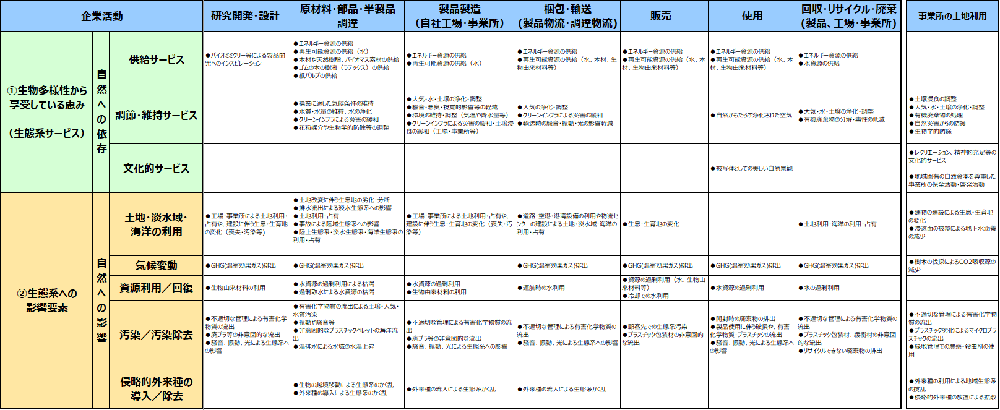 企業活動
研究開発・設計
原材料・部品・半製品
調達
製品製造
（自社工場・事業所）
梱包・輸送
(製品物流・調達物流)
販売
使用
回収・リサイクル・廃棄
(製品、工場・事業所)
事業所の土地利用
①生物多様性から
享受している恵み
（生態系サービス）
自然への依存
供給サービス
●バイオミミクリー等による製品開
発へのインスピレーション
●エネルギー資源の供給
●再生可能資源の供給（水）
●木材や天然樹脂、バイオマス素材の供給
●ゴムの木の樹液（ラテックス）の供給
●紙パルプの供給
●エネルギー資源の供給
●再生可能資源の供給（水）
●エネルギー資源の供給
●再生可能資源の供給（水、木材、生
物由来材料等）
●エネルギー資源の供給
●再生可能資源の供給（水、木
材、生物由来材料等）
●エネルギー資源の供給
●再生可能資源の供給（水、木
材、生物由来材料等）
●エネルギー資源の供給
●水資源の供給
調節・維持サービス
●操業に適した気候条件の維持
●水質・水量の維持、水の浄化
●グリーンインフラによる災害の緩和
●花粉媒介や生物学的防除等の調整
●大気・水・土壌の浄化・調整
●騒音・悪臭・視覚的影響等の軽減
●環境の維持・調整（気温や降水量等）
●グリーンインフラによる災害の緩和・土壌浸
食の緩和（工場・事業所等）
●大気の浄化・調整
●グリーンインフラによる災害の緩和
●輸送時の騒音・振動・光の影響軽減
●自然がもたらす浄化された空気
●大気・水・土壌の浄化・調整
●有機廃棄物の分解・毒性の低減
●土壌浸食の調整
●大気・水・土壌の浄化・調整
●有機廃棄物の処理
●自然災害からの防護
●生物学的防除
文化的サービス
●被写体としての美しい自然景観
●レクリエーション、精神的充足等の
文化的サービス
●地域固有の自然資本を尊重した
事業所の保全活動・啓発活動
②生態系への
影響要素
自然への影響
土地・淡水域・
海洋の利用
●工場・事業所による土地利用・
占有や、建設に伴う生息・生育地
の変化（喪失・汚染等)
●土地改変に伴う生息地の劣化・分断
●排水流出による淡水生態系への影響
●土地利用・占有
●事故による陸域生態系への影響
●陸上生態系・淡水生態系・海洋生態系の
利用・占有
●工場・事業所による土地利用・占有や、
建設に伴う生息・生育地の変化（喪失・汚
染等）
●道路・空港・港湾設備の利用や物流セ
ンターの建設による土地・淡水域・海洋の
利用・占有
●生息・生育地の変化
●土地利用・海洋の利用・占有
●建物の建設による生息・生育地
の変化
●浸透面の被覆による地下水涵養
の減少
気候変動
●GHG(温室効果ガス)排出
●GHG(温室効果ガス)排出
●GHG(温室効果ガス)排出
●GHG(温室効果ガス)排出
●GHG(温室効果ガス)排出
●GHG(温室効果ガス)排出
●樹木の伐採によるCO2吸収源の
減少
資源利用／回復
●生物由来材料の利用
●水資源の過剰利用による枯渇
●過剰取水による水資源の枯渇
●水資源の過剰利用
●生物由来材料の利用
●運航時の水利用
●資源の過剰利用（水、生物由
来材料等）
●冷却での水利用
●水資源の過剰利用
●水の過剰利用
汚染／汚染除去
●不適切な管理による有害化学
物質の流出
●廃プラ等の非意図的な流出
●騒音、振動、光による生態系へ
の影響
●有害化学物質の流出による土壌・大気・
水質汚染
●振動や騒音等
●非意図的なプラスチックペレットの海洋流
出
●温排水による水域の水温上昇
●不適切な管理による有害化学物質の流
出
●廃プラ等の非意図的な流出
●騒音、振動、光による生態系への影響
●不適切な管理による有害化学物質の
流出
●騒音、振動、光による生態系への影響
●顧客先での生態系汚染
●プラスチック包装材の非意図的
な流出
●開封時の廃棄物の排出
●製品使用に伴う破損や、有害
化学物質・プラスチックの流出
●騒音、振動、光による生態系へ
の影響
●不適切な管理による有害化学物質
の流出
●プラスチック包装材、緩衝材の非意図
的な流出
●リサイクルできない廃棄物の排出
●不適切な管理による有害化学物
質の流出
●プラスチック劣化によるマイクロプラ
スチックの流出
●緑地管理での農薬・殺虫剤の使
用
侵略的外来種の
導入／除去
●生物の越境移動による生態系のかく乱
●外来種の導入による生態系のかく乱
●外来種の流入による生態系かく乱
●外来種の流入による生態系かく乱
●外来種の利用による地域生態系
の撹乱
●侵略的外来種の放置による拡散